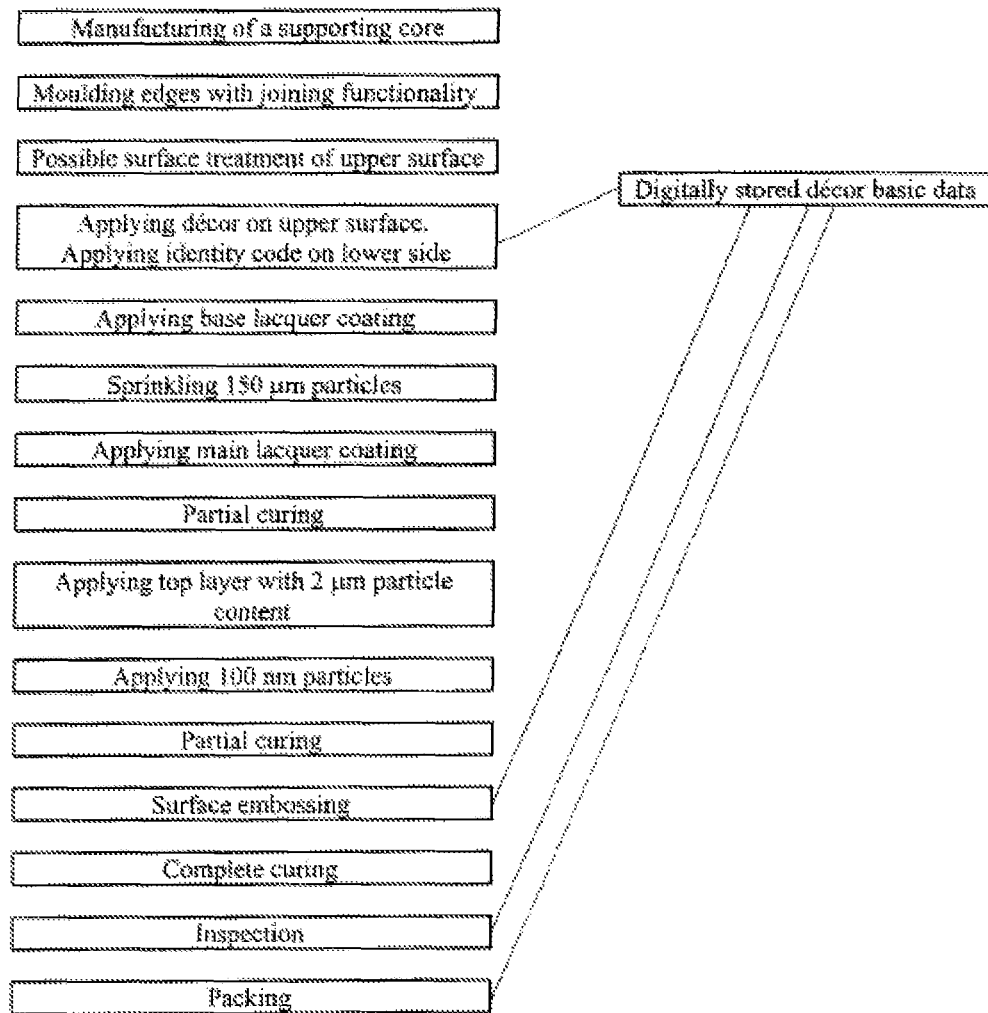 Manufacturing of a supporting core
Moulding edges with joining functionality
Possible surface treatment of upper surface
Digitally stored décor basic data
Applying décor on upper surface.
Applying identity code on lower side
Applying base lacquer coating
Sprinkling 150 µm particles
Applying main lacquer coating
Partial curing
Applying top layer with 2 µm particle
content
Applying 100 nm particles
Partial curing
Surface embossing
Complete curing
Inspection
Packing